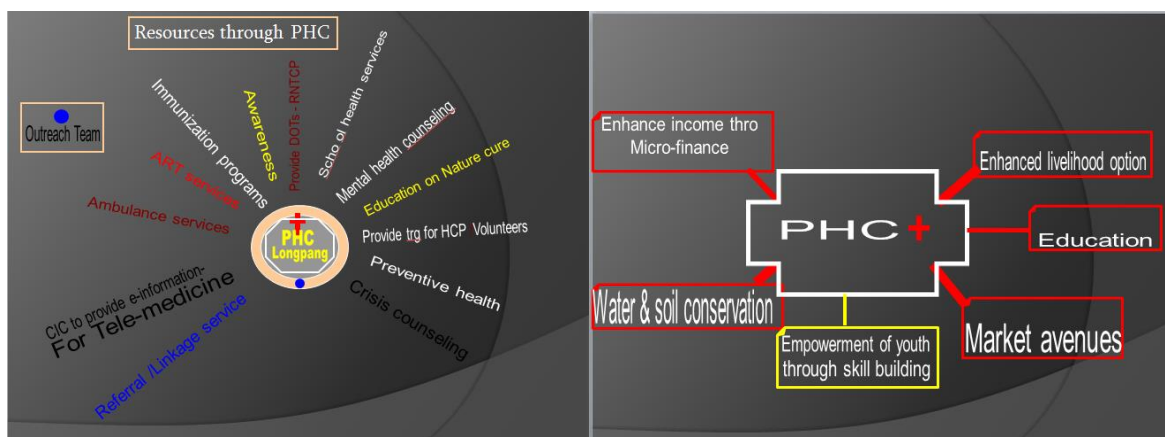 Resources through PHC
Outreach Team
Immunization programs
Awareness
Provide DOTs - RNTCP
Scho ol health services
Mental health counseling
Education on Nature cure
ART services
Ambulance services
PHC
Longpang
Provide trg for HCP Volunteers
Preventive health
Crisis counseling
CIC to provide e-information-
For Tele-medicine
Referral /Linkage service
Enhance income thro
Micro-finance
Enhanced livelihood option
PHC +
Education
Water & soil conservation
Market avenues
Empowerment of youth
through skill building